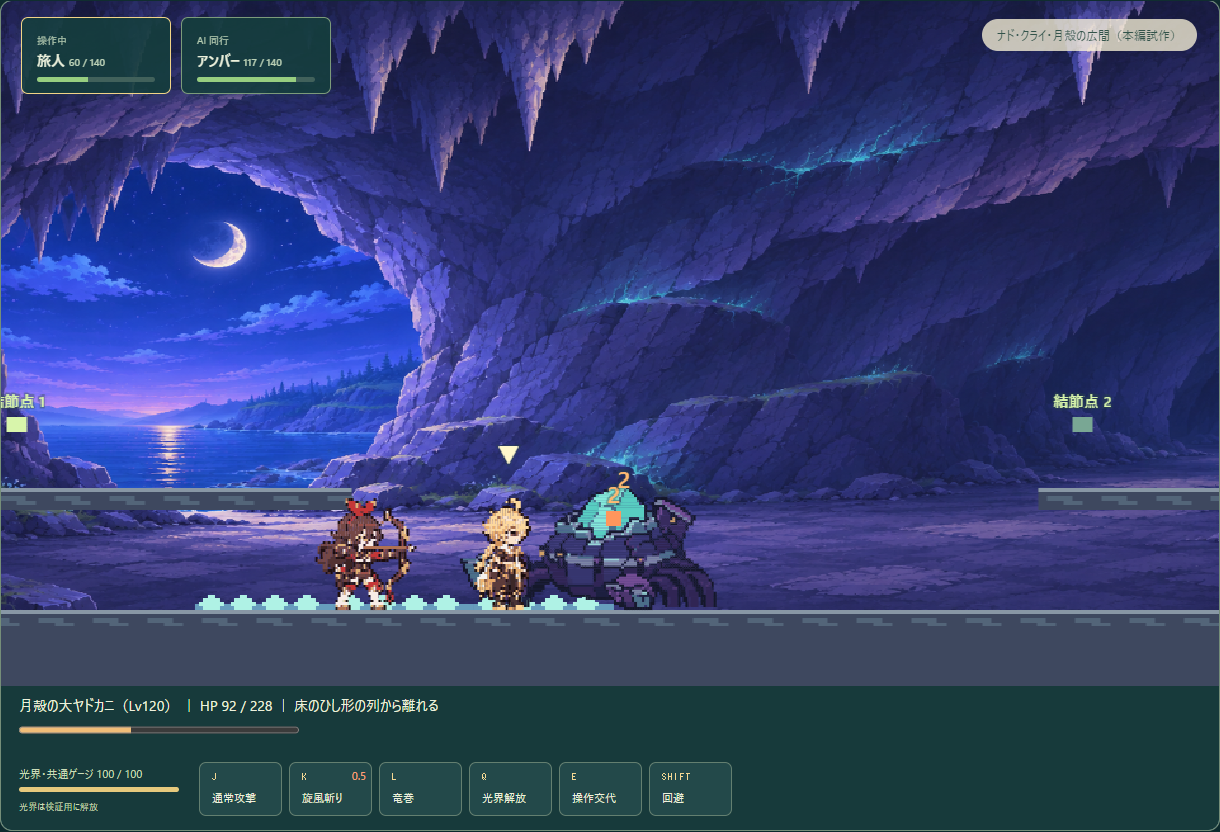 操作中
旅人 60 / 140
AI 同行
アンバー 117 / 140
ナド・クライ・月殻の広間（本編試作）
結節点 1
結節点 2
2
2
月殻の大ヤドカニ（Lv120） | HP 92 / 228 | 床のひし形の列から離れる
光界・共通ゲージ 100 / 100
光界は検証用に解放
J
通常攻撃
K 0.5
旋風斬り
L
竜巻
Q
光界解放
E
操作交代
SHIFT
回避